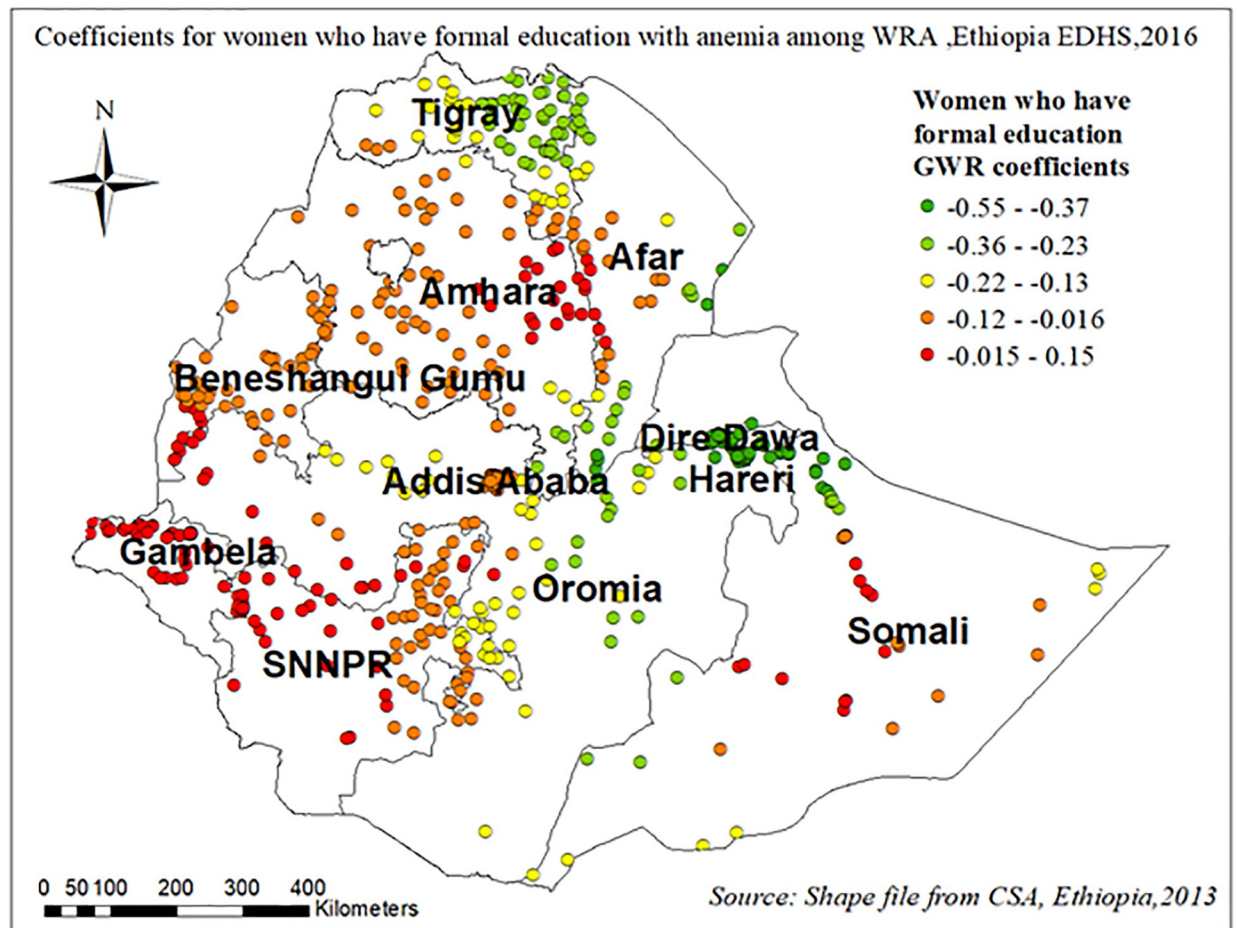 Coefficients for women who have formal education with anemia among WRA ,Ethiopia EDHS,2016
N
Women who have
formal education
GWR coefficients
-0.55 - -0.37
-0.36 - -0.23
-0.22 - -0.13
-0.12 - -0.016
-0.015 - 0.15
Tigray
Afar
Amhara
Beneshangul Gumu
Dire Dawa
Addis Ababa
Hareri
Gambela
Oromia
Somali
SNNPR
0 50 100 200 300 400
Kilometers
Source: Shape file from CSA, Ethiopia,2013